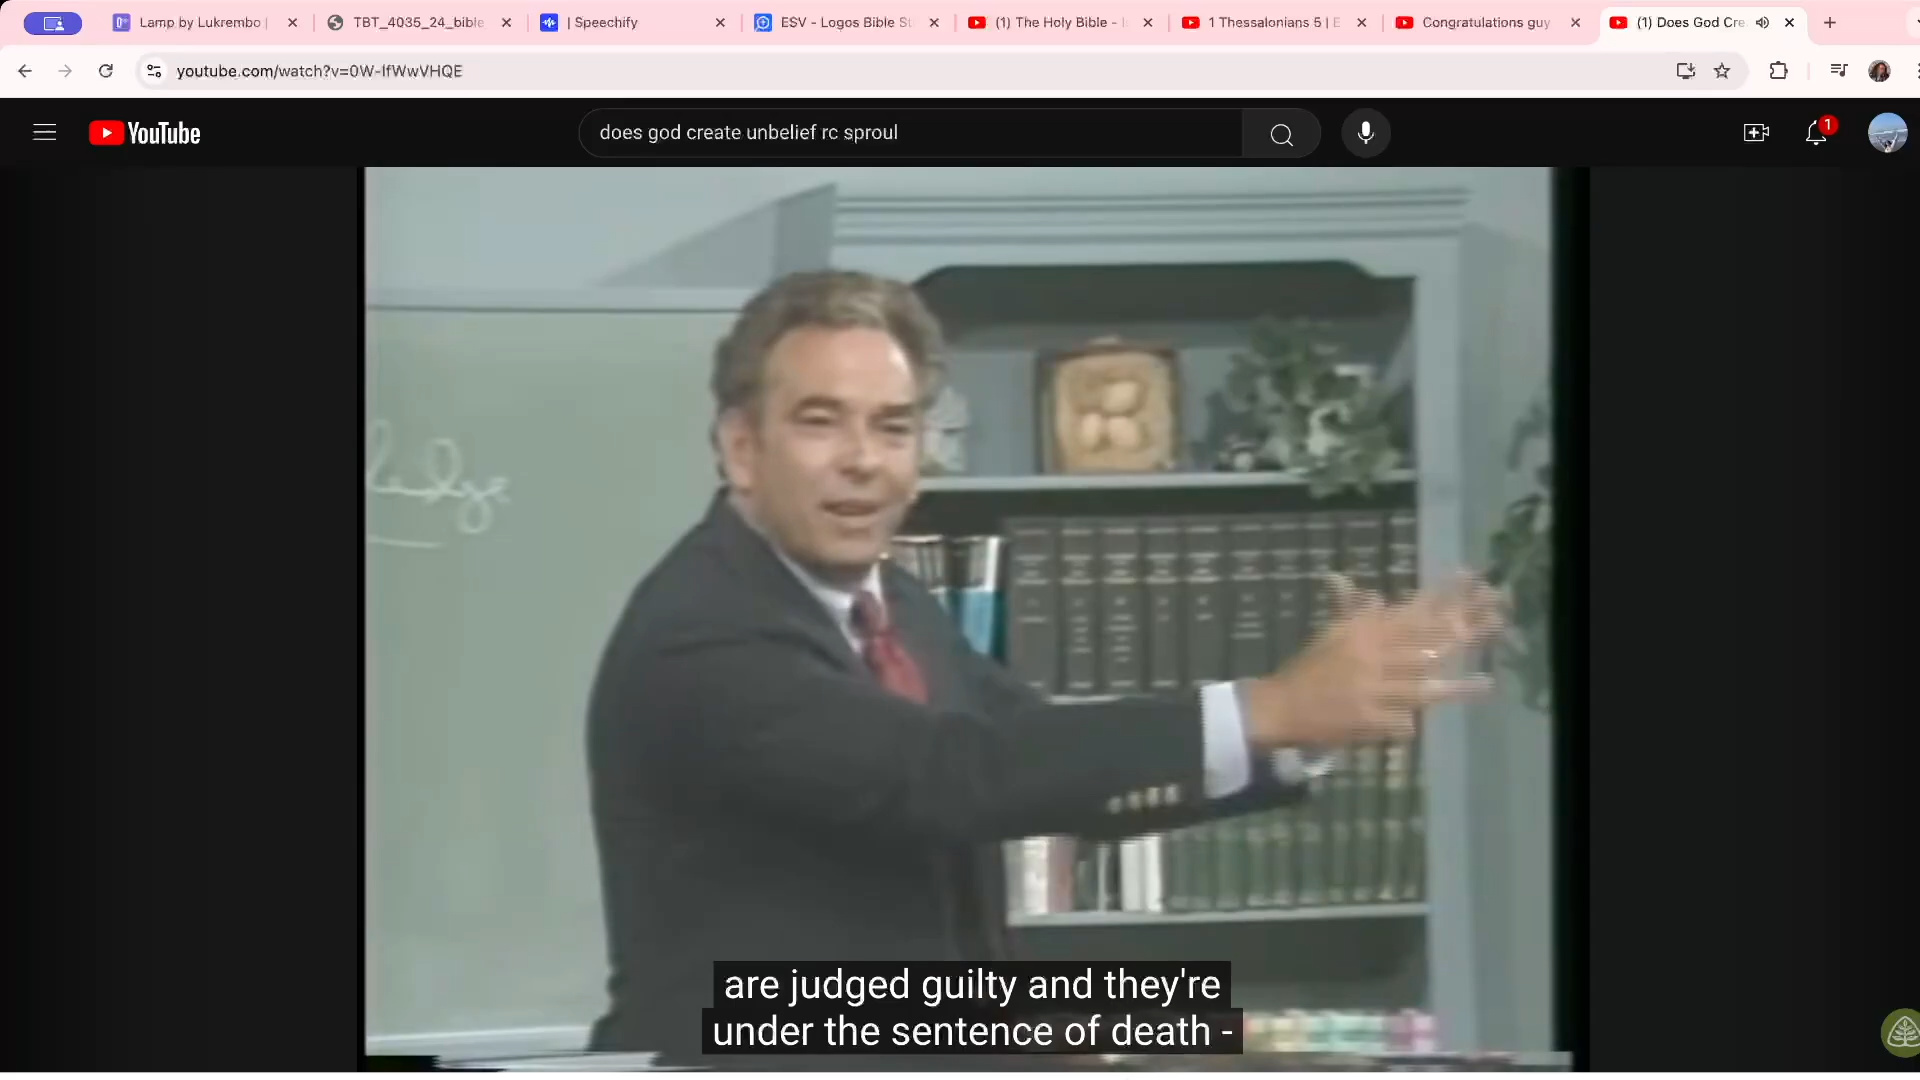 Lamp by Lukrembo |
TBT_4035_24_bible
| Speechify
ESV - Logos Bible St
(1) The Holy Bible - I
1 Thessalonians 5 | E
Congratulations guy
(1) Does God Cre
youtube.com/watch?v=0W-IfWwVHQE
YouTube
does god create unbelief rc sproul
1
ledge
are judged guilty and they're
under the sentence of death -